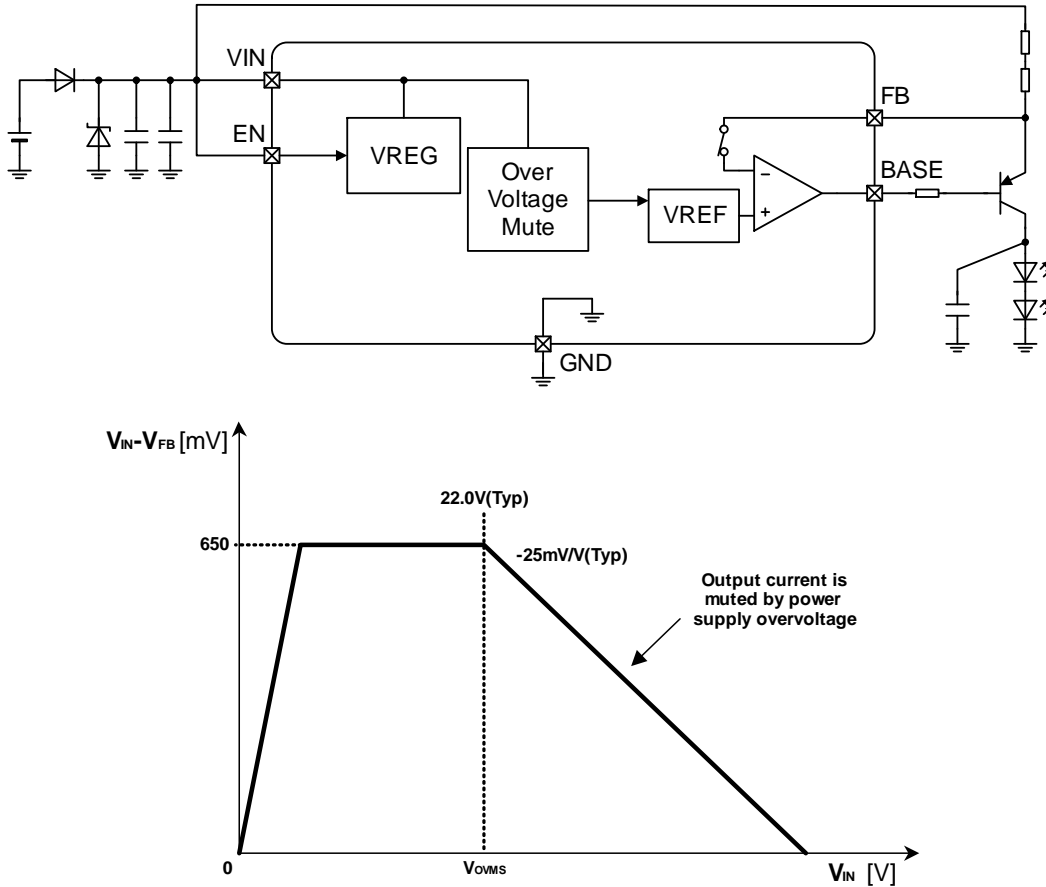 VIN
EN
VREG
Over
Voltage
Mute
VREF
−
+
FB
BASE
GND
VIN-VFB [mV]
22.0V(Typ)
650
-25mV/V(Typ)
Output current is
muted by power
supply overvoltage
0
VOVMS
VIN [V]